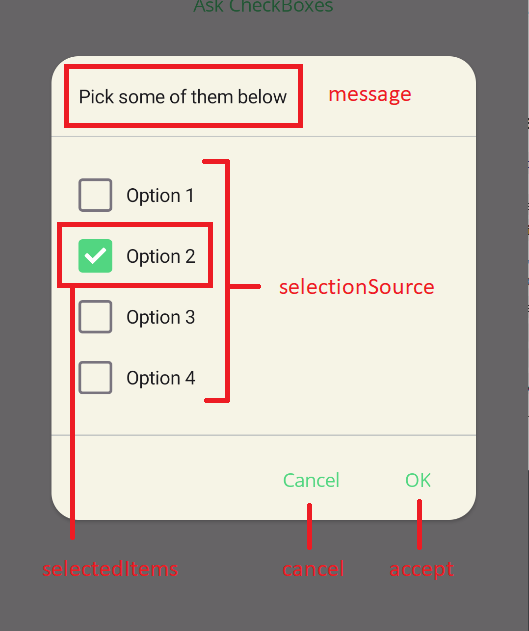 Ask CheckBoxes
Pick some of them below
message
Option 1
Option 2
selectionSource
Option 3
Option 4
Cancel
OK
selectedItems
cancel
accept